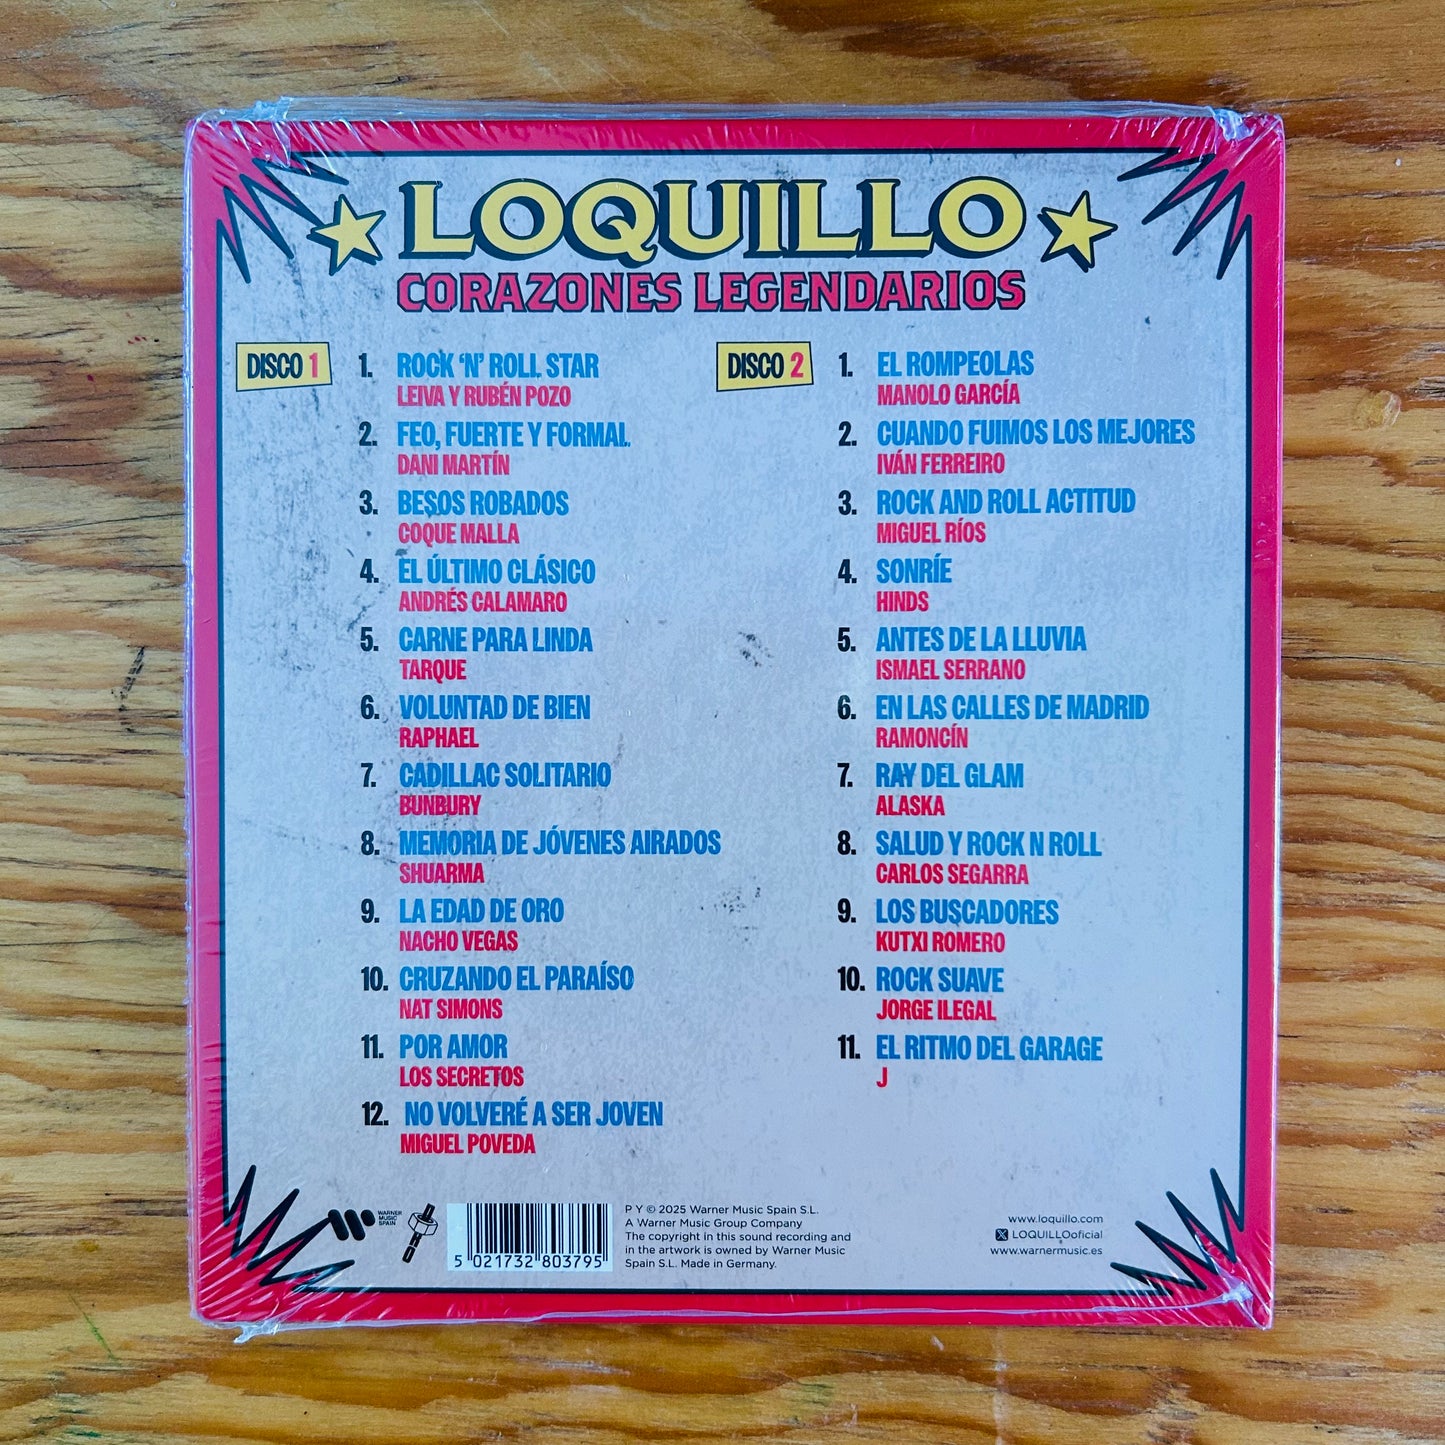 LOQUILLO
CORAZONES LEGENDARIOS
DISCO 1
1. ROCK ‘N’ ROLL STAR
LEIVA Y RUBÉN POZO
2. FEO, FUERTE Y FORMAL
DANI MARTÍN
3. BESOS ROBADOS
COQUE MALLA
4. EL ÚLTIMO CLÁSICO
ANDRÉS CALAMARO
5. CARNE PARA LINDA
TARQUE
6. VOLUNTAD DE BIEN
RAPHAEL
7. CADILLAC SOLITARIO
BUNBURY
8. MEMORIA DE JÓVENES AIRADOS
SHUARMA
9. LA EDAD DE ORO
NACHO VEGAS
10. CRUZANDO EL PARAÍSO
NAT SIMONS
11. POR AMOR
LOS SECRETOS
12. NO VOLVERÉ A SER JOVEN
MIGUEL POVEDA
DISCO 2
1. EL ROMPEOLAS
MANOLO GARCÍA
2. CUANDO FUIMOS LOS MEJORES
IVÁN FERREIRO
3. ROCK AND ROLL ACTITUD
MIGUEL RÍOS
4. SONRÍE
HINDS
5. ANTES DE LA LLUVIA
ISMAEL SERRANO
6. EN LAS CALLES DE MADRID
RAMONCÍN
7. RAY DEL GLAM
ALASKA
8. SALUD Y ROCK N ROLL
CARLOS SEGARRA
9. LOS BUSCADORES
KUTXI ROMERO
10. ROCK SUAVE
JORGE ILEGAL
11. EL RITMO DEL GARAGE
J
WARNER
MUSIC
SPAIN
5 021732 803795
P Y © 2025 Warner Music Spain S.L.
A Warner Music Group Company
The copyright in this sound recording and
in the artwork is owned by Warner Music
Spain S.L. Made in Germany.
www.loquillo.com
X LOQUILLOoficial
www.warnermusic.es